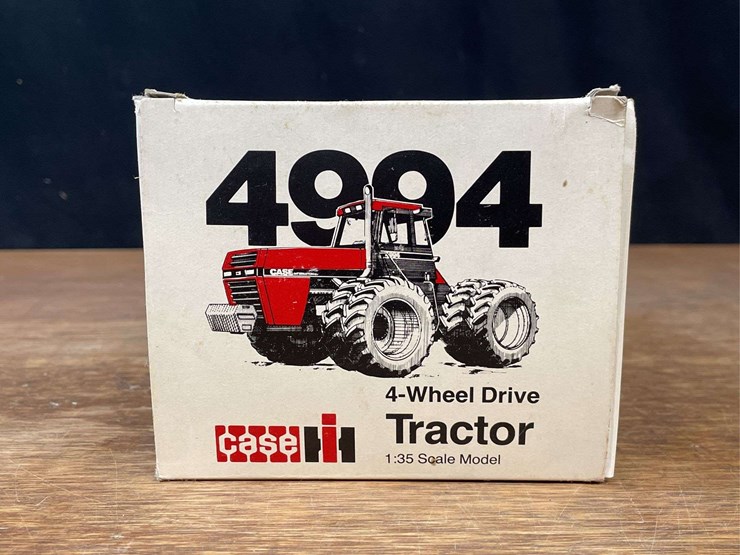 4994
CASE
4-Wheel Drive
Tractor
1:35 Scale Model
case IH